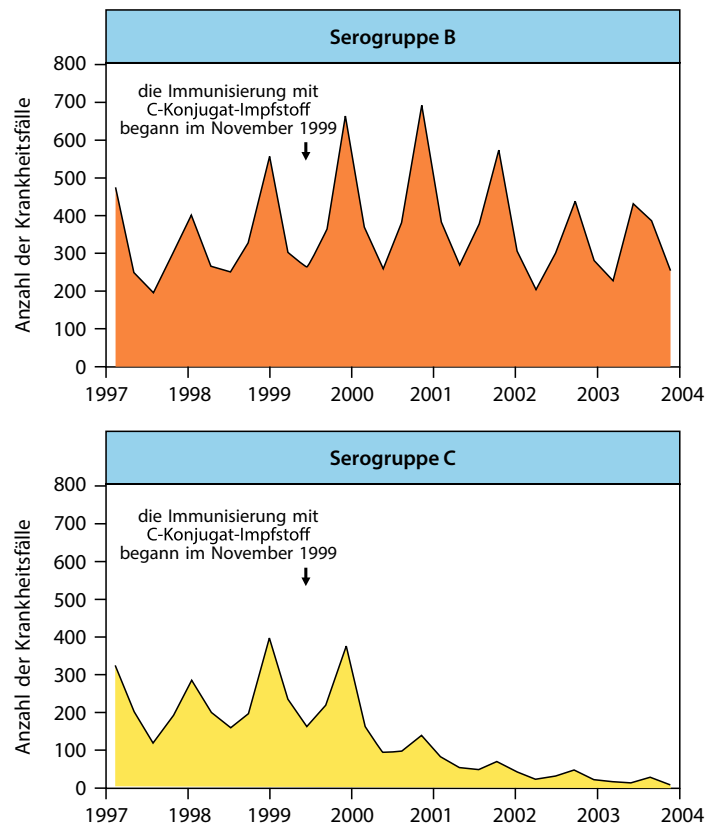 Serogruppe B
800
700
600
500
400
300
200
100
0
Anzahl der Krankheitsfälle
die Immunisierung mit
C-Konjugat-Impfstoff
begann im November 1999
1997 1998 1999 2000 2001 2002 2003 2004
Serogruppe C
800
700
600
500
400
300
200
100
0
Anzahl der Krankheitsfälle
die Immunisierung mit
C-Konjugat-Impfstoff
begann im November 1999
1997 1998 1999 2000 2001 2002 2003 2004